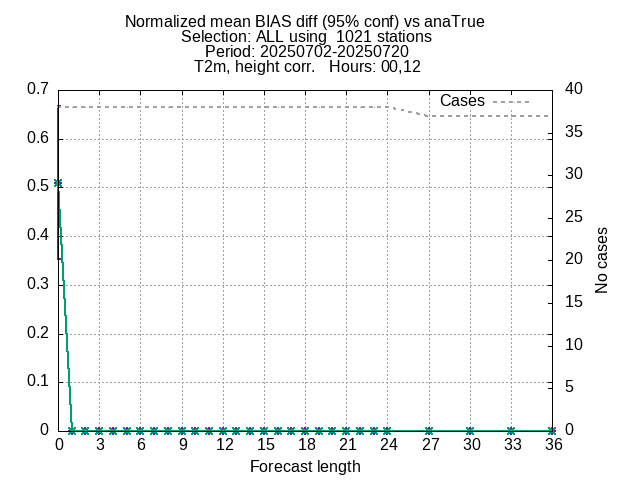 Normalized mean BIAS diff (95% conf) vs anaTrue
Selection: ALL using  1021 stations
Period: 20250702-20250720
T2m, height corr.   Hours: 00,12
0.7
0.6
0.5
0.4
0.3
0.2
0.1
0
Cases
40
35
30
25
20
15
10
5
0
No cases
0 3 6 9 12 15 18 21 24 27 30 33 36
Forecast length